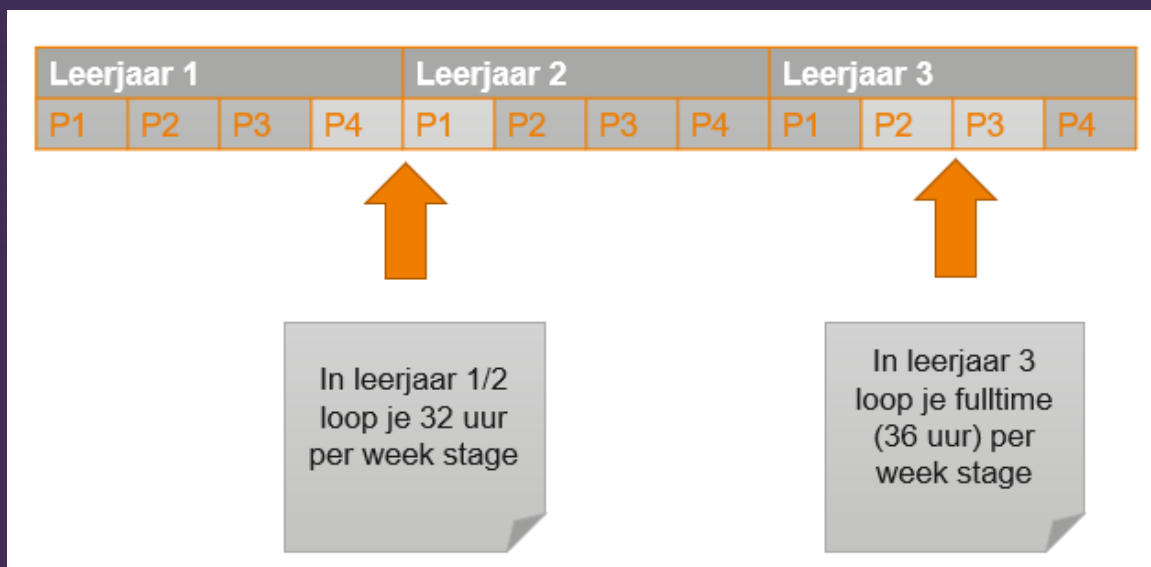 Leerjaar 1 Leerjaar 2 Leerjaar 3
P1 P2 P3 P4 P1 P2 P3 P4 P1 P2 P3 P4
In leerjaar 1/2
loop je 32 uur
per week stage
In leerjaar 3
loop je fulltime
(36 uur) per
week stage